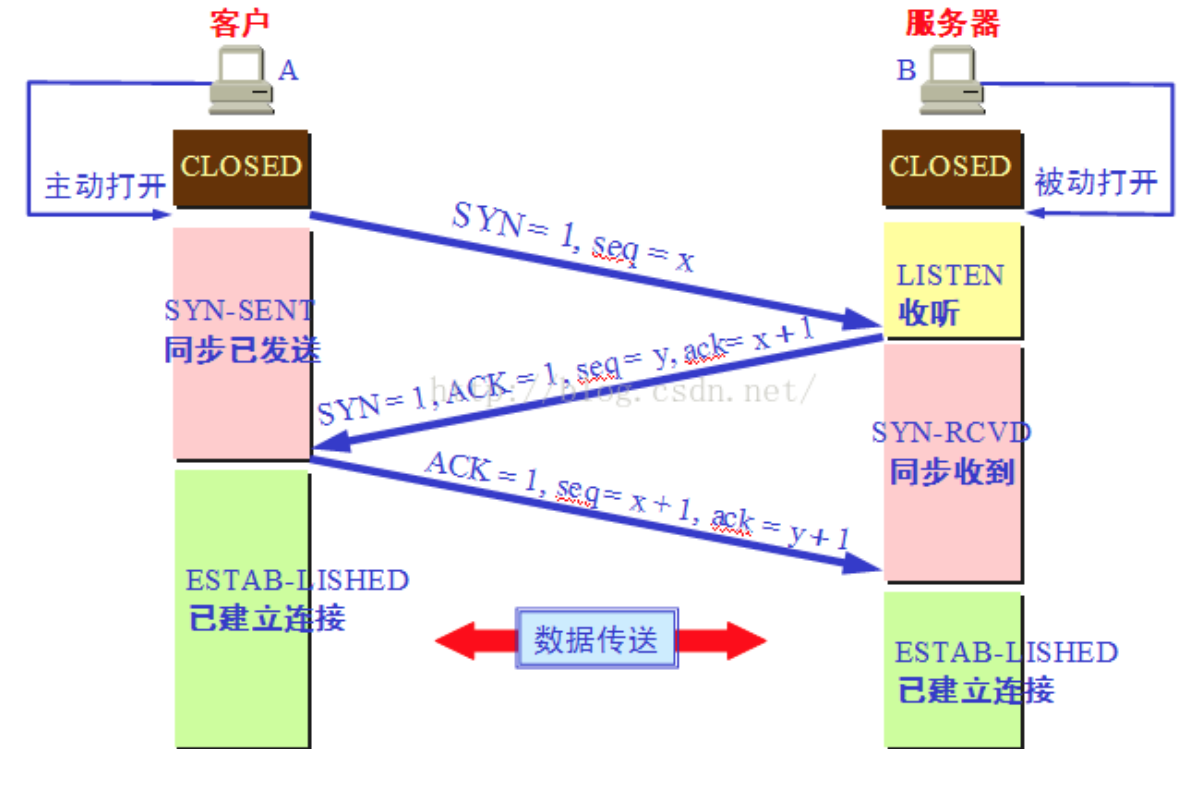 客户
服务器
A
B
CLOSED
CLOSED
主动打开
被动打开
SYN = 1, seq = x
LISTEN
收听
SYN-SENT
同步已发送
SYN = 1, ACK = 1, seq = y, ack= x + 1
http://blog.csdn.net/
SYN-RCVD
同步收到
ACK = 1, seq = x + 1, ack = y + 1
ESTAB-LISHED
已建立连接
数据传送
ESTAB-LISHED
已建立连接